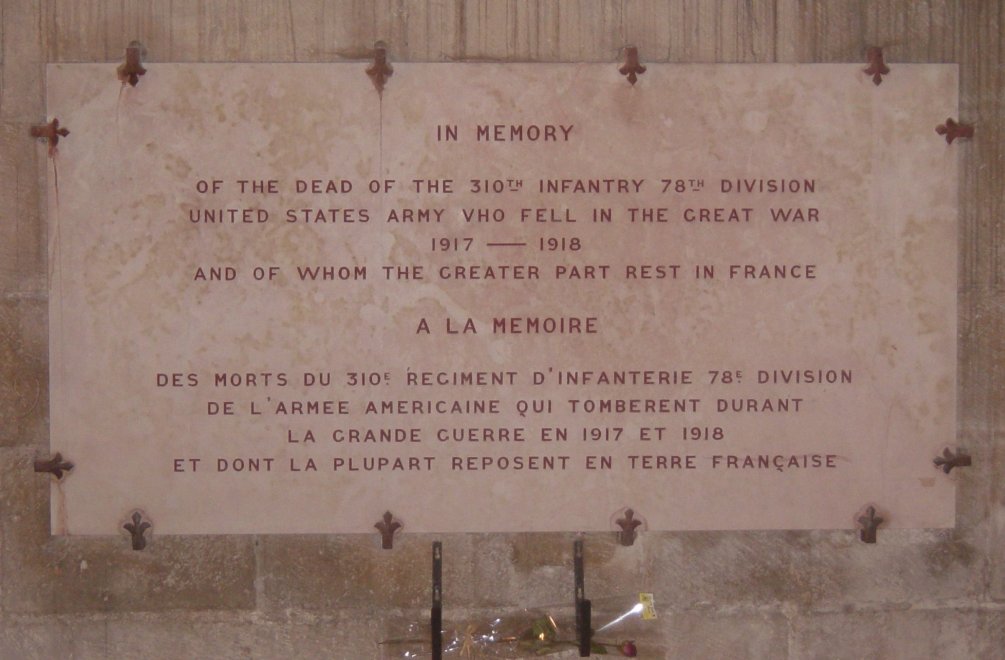 IN MEMORY
OF THE DEAD OF THE 310TH INFANTRY 78TH DIVISION
UNITED STATES ARMY VHO FELL IN THE GREAT WAR
1917 — 1918
AND OF WHOM THE GREATER PART REST IN FRANCE
A LA MEMOIRE
DES MORTS DU 310E REGIMENT D'INFANTERIE 78E DIVISION
DE L'ARMEE AMERICAINE QUI TOMBERENT DURANT
LA GRANDE GUERRE EN 1917 ET 1918
ET DONT LA PLUPART REPOSENT EN TERRE FRANÇAISE